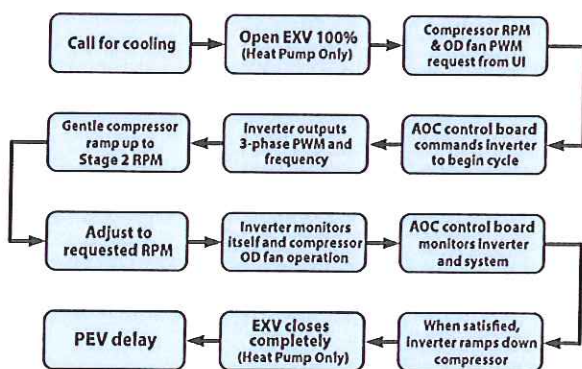 Call for cooling
Open EXV 100%
(Heat Pump Only)
Compressor RPM
& OD fan PWM
request from UI
AOC control board
commands inverter
to begin cycle
Inverter outputs
3-phase PWM and
frequency
Gentle compressor
ramp up to
Stage 2 RPM
Adjust to
requested RPM
Inverter monitors
itself and compressor
OD fan operation
AOC control board
monitors inverter
and system
When satisfied,
inverter ramps down
compressor
EXV closes
completely
(Heat Pump Only)
PEV delay